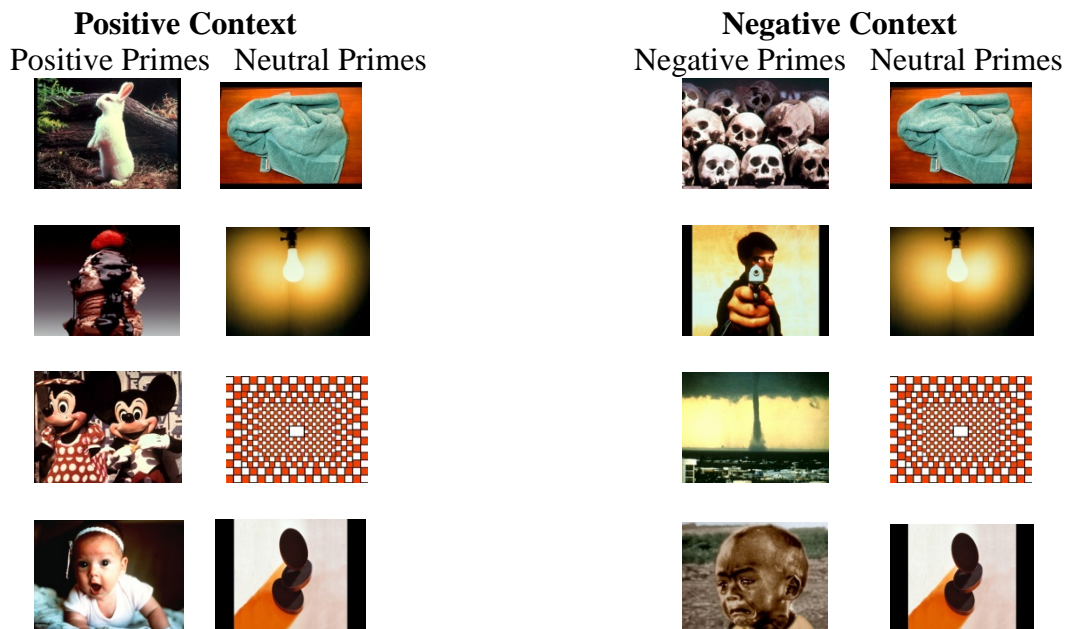 Positive Context
Positive Primes Neutral Primes
Negative Context
Negative Primes Neutral Primes